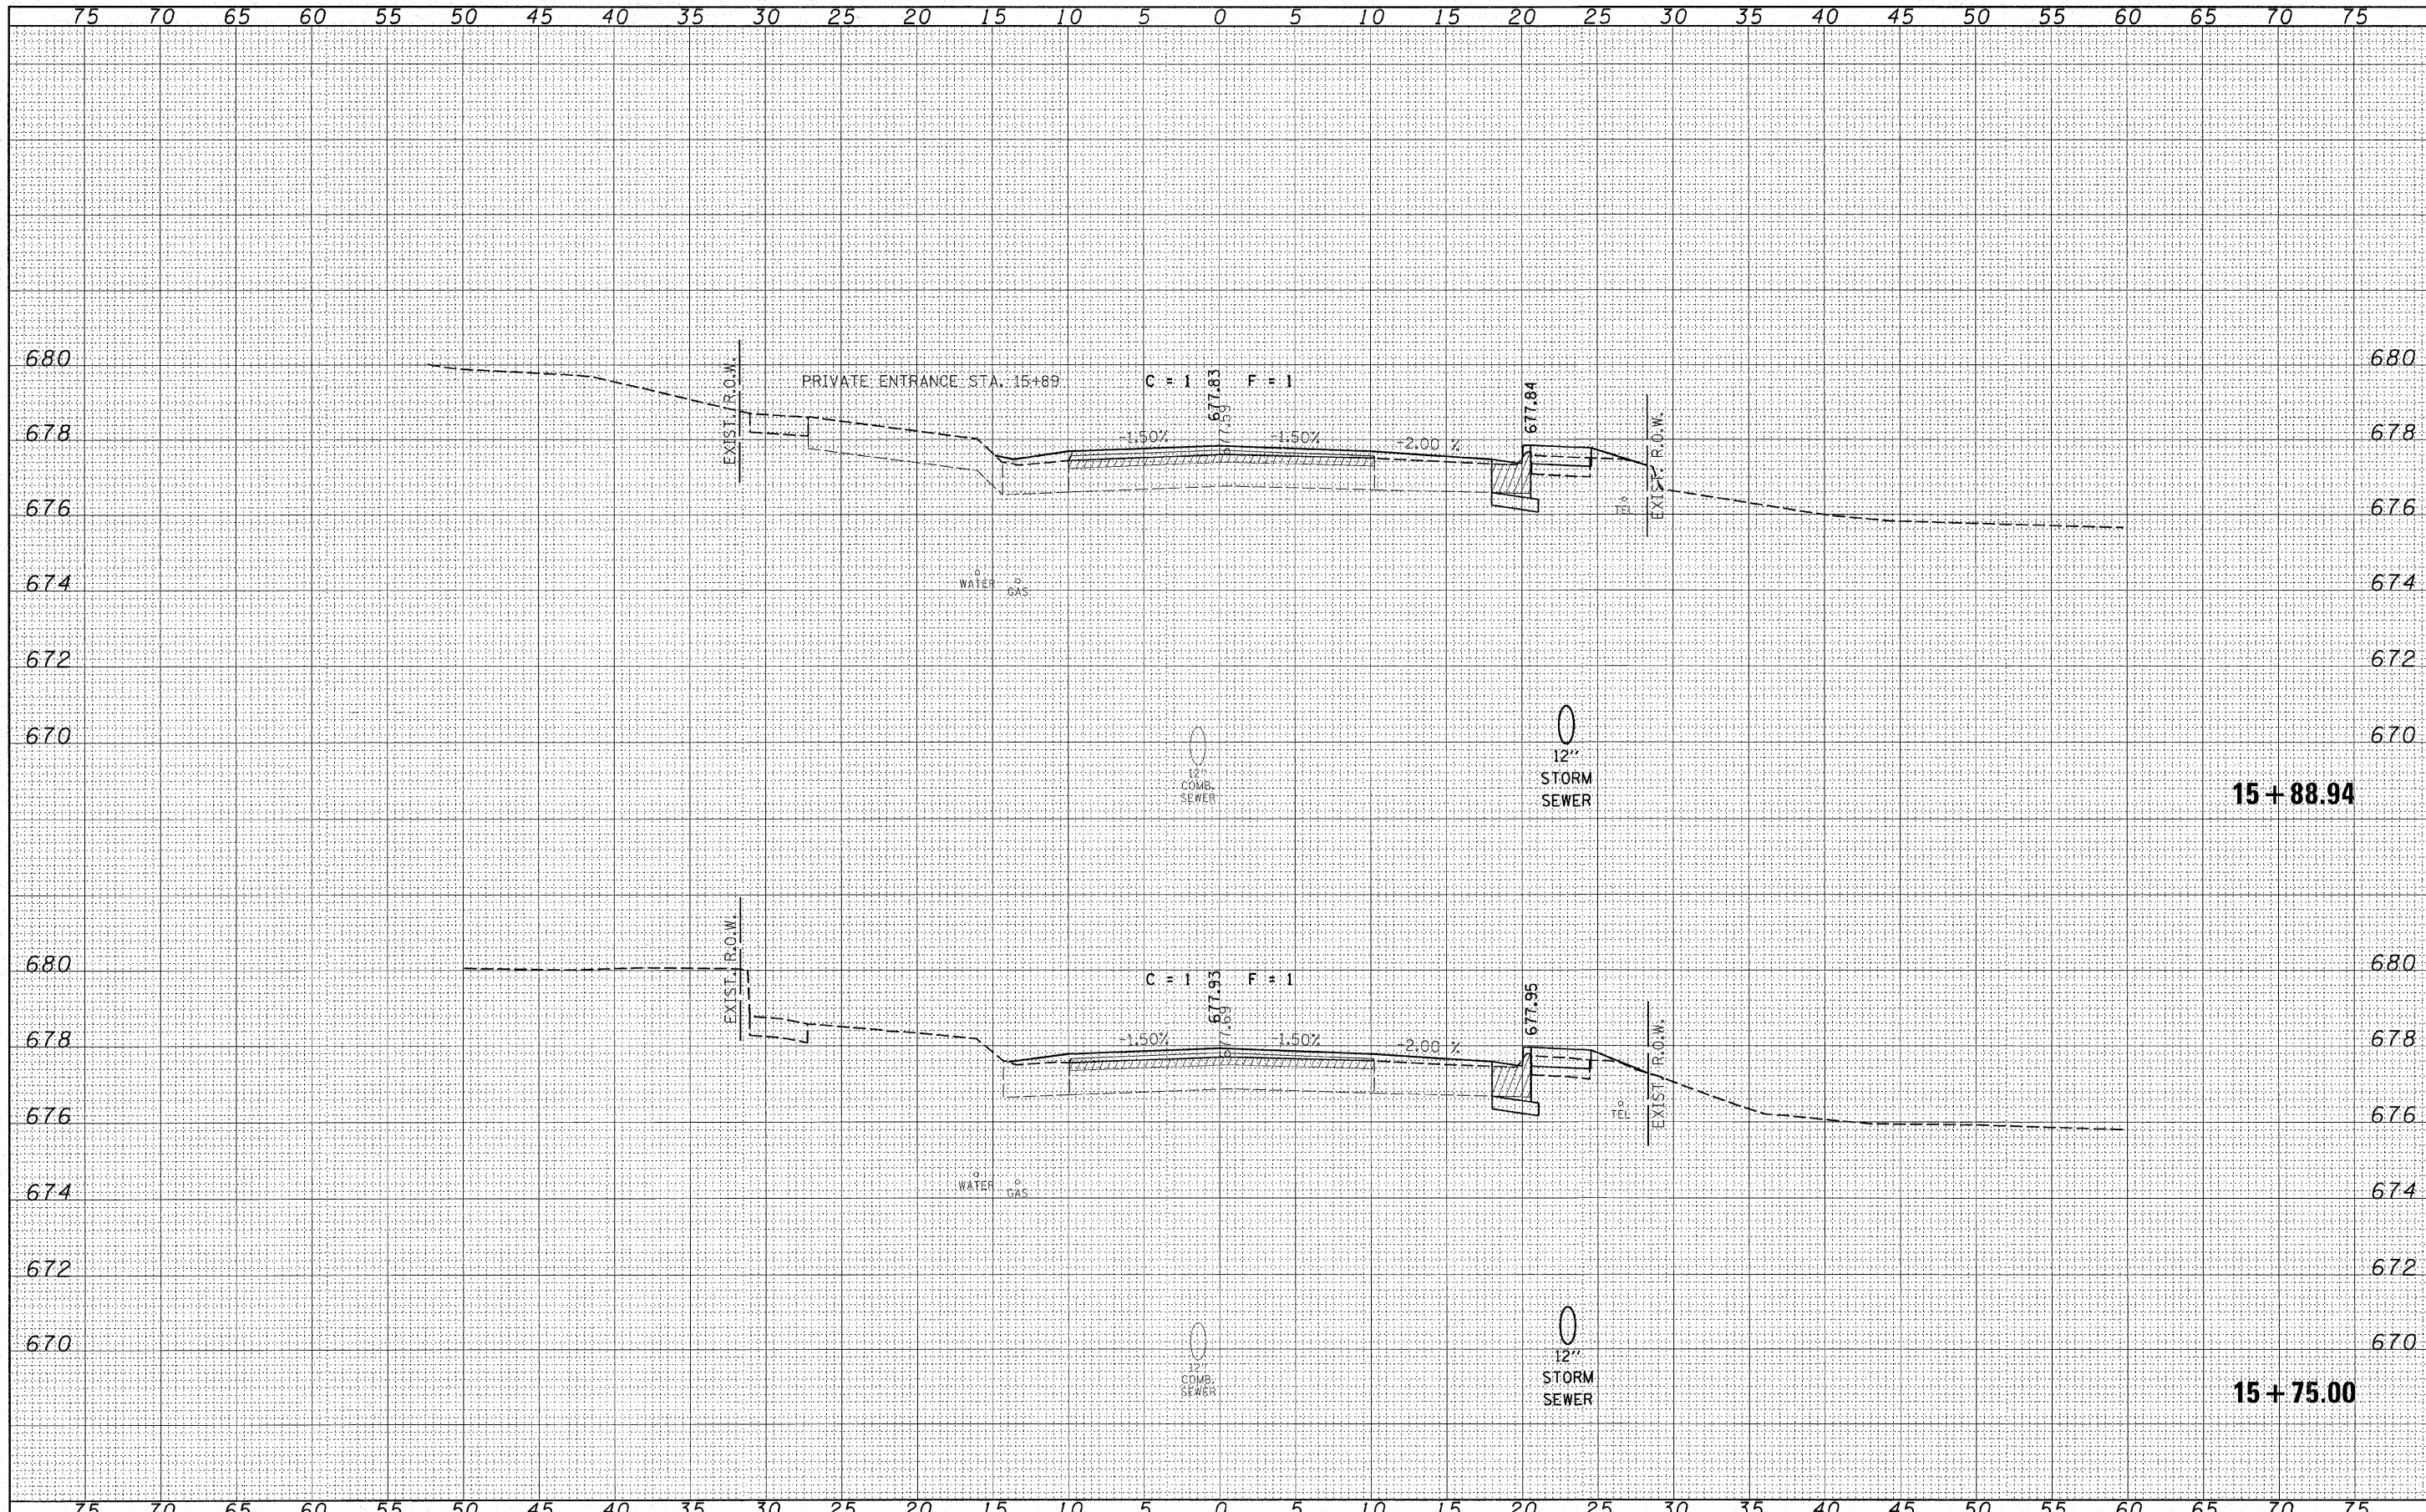 75 70 65 60 55 50 45 40 35 30 25 20 15 10 5 0 5 10 15 20 25 30 35 40 45 50 55 60 65 70 75
680 680
EXIST. R.O.W.
PRIVATE ENTRANCE STA. 15+89
C = 1 F = 1
677.83
677.84
EXIST. R.O.W.
678 678
-1.50% -1.50% -2.00 %
676 676
TEL
674 674
WATER GAS
672 672
670 670
12"
COMB.
SEWER
12''
STORM
SEWER
15+88.94
680 680
EXIST. R.O.W.
C = 1 F = 1
677.93
677.69
677.95
EXIST. R.O.W.
678 678
-1.50% -1.50% -2.00 %
676 676
TEL
674 674
WATER GAS
672 672
670 670
12"
COMB.
SEWER
12''
STORM
SEWER
15+75.00
75 70 65 60 55 50 45 40 35 30 25 20 15 10 5 0 5 10 15 20 25 30 35 40 45 50 55 60 65 70 75